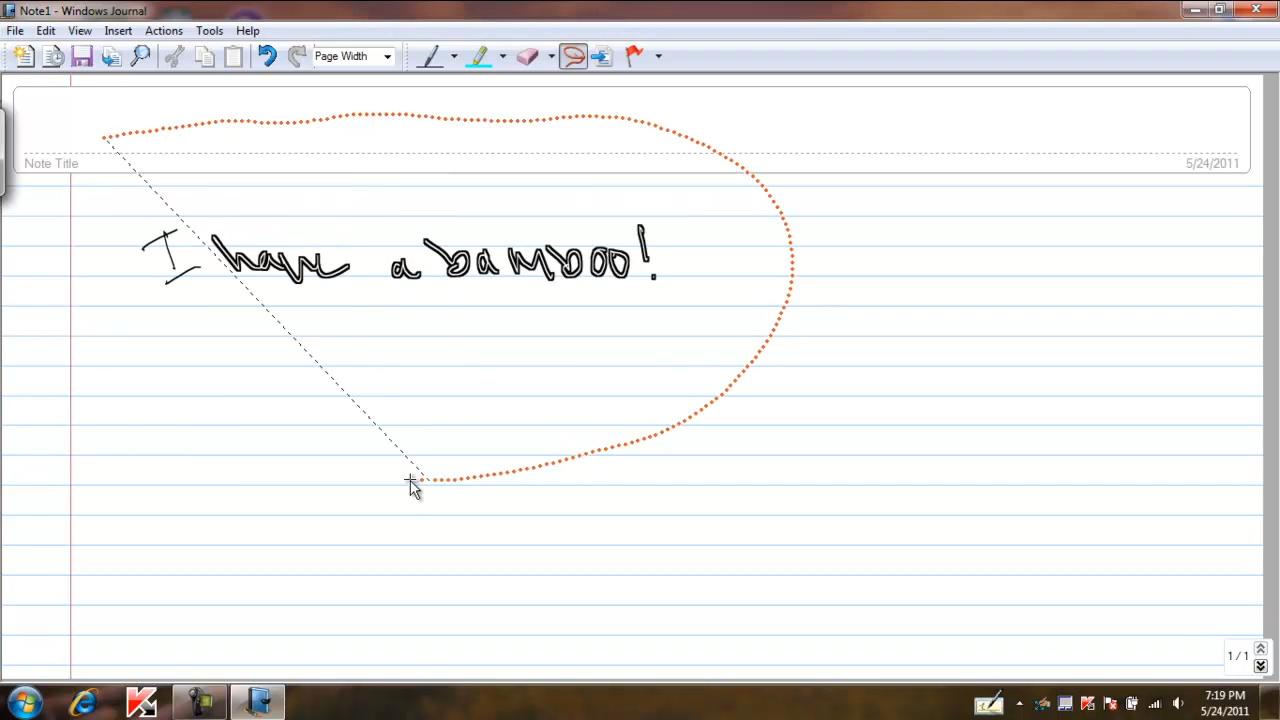 Note1 - Windows Journal
File Edit View Insert Actions Tools Help
Page Width
Note Title
5/24/2011
I have a bamboo!
1 / 1
7:19 PM
5/24/2011